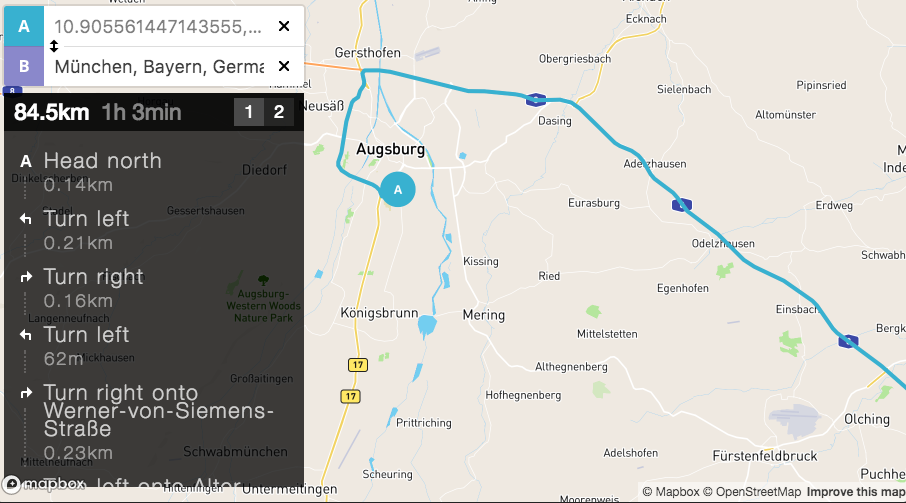 A
10.905561447143555,...
B
München, Bayern, Germa
84.5km 1h 3min
1 2
A Head north
0.14km
Turn left
0.21km
Turn right
0.16km
Turn left
62m
Turn right onto
Werner-von-Siemens-
Straße
0.23km
left onto Alter
mapbox
8
Gersthofen
Neusäß
Diedorf
Gessertshausen
Augsburg-
Western Woods
Nature Park
Langenneufnach
Großaitingen
Schwabmünchen
Mittelneufnach
Untermeitingen
Augsburg
A
Königsbrunn
17
17
Kissing
Mering
Prittriching
Scheuring
Ecknach
Obergriesbach
Sielenbach
Pipinsried
Altomünster
Dasing
Adelzhausen
Eurasburg
Erdweg
Odelzhausen
Ried
Egenhofen
Einsbach
Schwabh
Mittelstetten
Althegnenberg
Hofhegnenberg
Bergk
Olching
Adelshofen
Fürstenfeldbruck
Puchhe
Moorenweis
© Mapbox © OpenStreetMap Improve this map